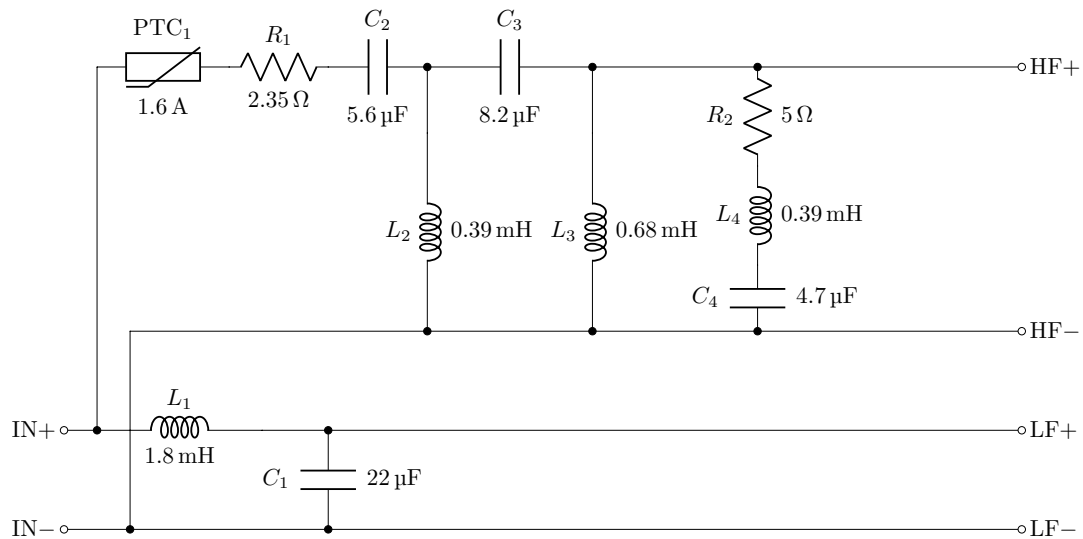 PTC₁
1.6 A
R₁
2.35 Ω
C₂
5.6 µF
C₃
8.2 µF
HF+
R₂
5 Ω
L₂
0.39 mH
L₃
0.68 mH
L₄
0.39 mH
C₄
4.7 µF
HF−
L₁
1.8 mH
IN+
LF+
C₁
22 µF
IN−
LF−